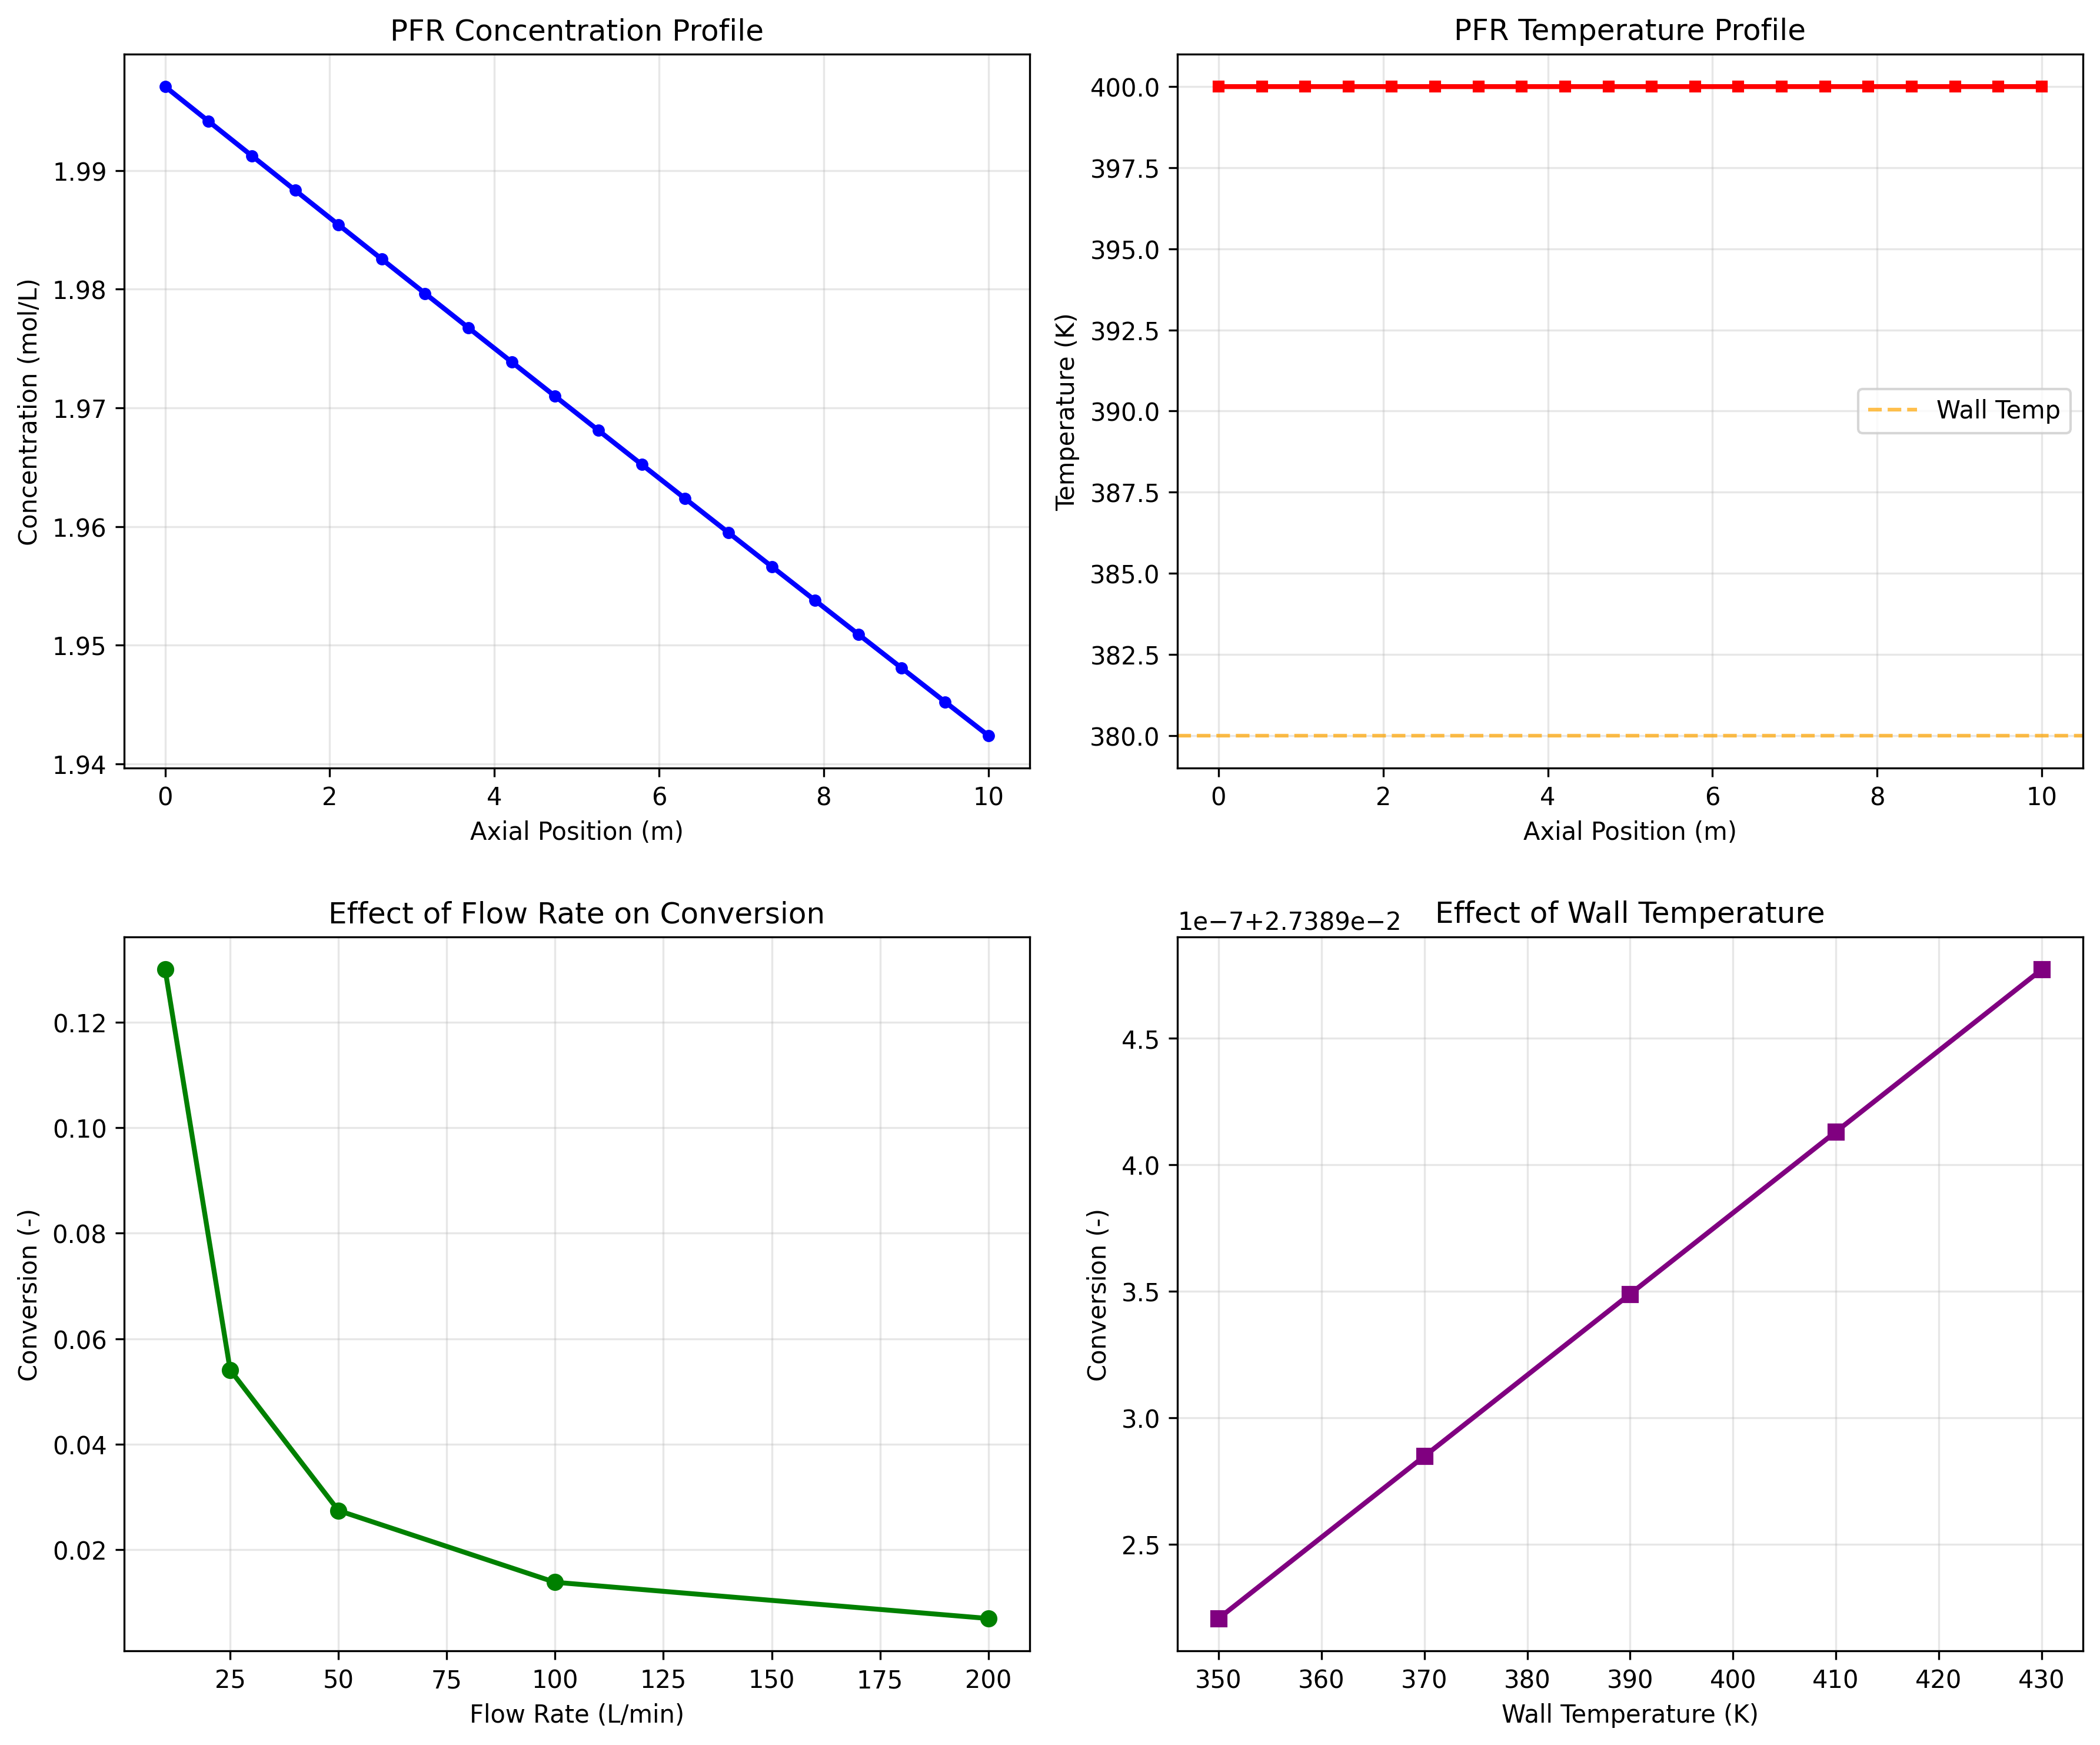 PFR Concentration Profile
Concentration (mol/L)
1.99
1.98
1.97
1.96
1.95
1.94
0 2 4 6 8 10
Axial Position (m)
PFR Temperature Profile
Temperature (K)
400.0
397.5
395.0
392.5
390.0
387.5
385.0
382.5
380.0
Wall Temp
0 2 4 6 8 10
Axial Position (m)
Effect of Flow Rate on Conversion
Conversion (-)
0.12
0.10
0.08
0.06
0.04
0.02
25 50 75 100 125 150 175 200
Flow Rate (L/min)
1e−7+2.7389e−2
Effect of Wall Temperature
Conversion (-)
4.5
4.0
3.5
3.0
2.5
350 360 370 380 390 400 410 420 430
Wall Temperature (K)